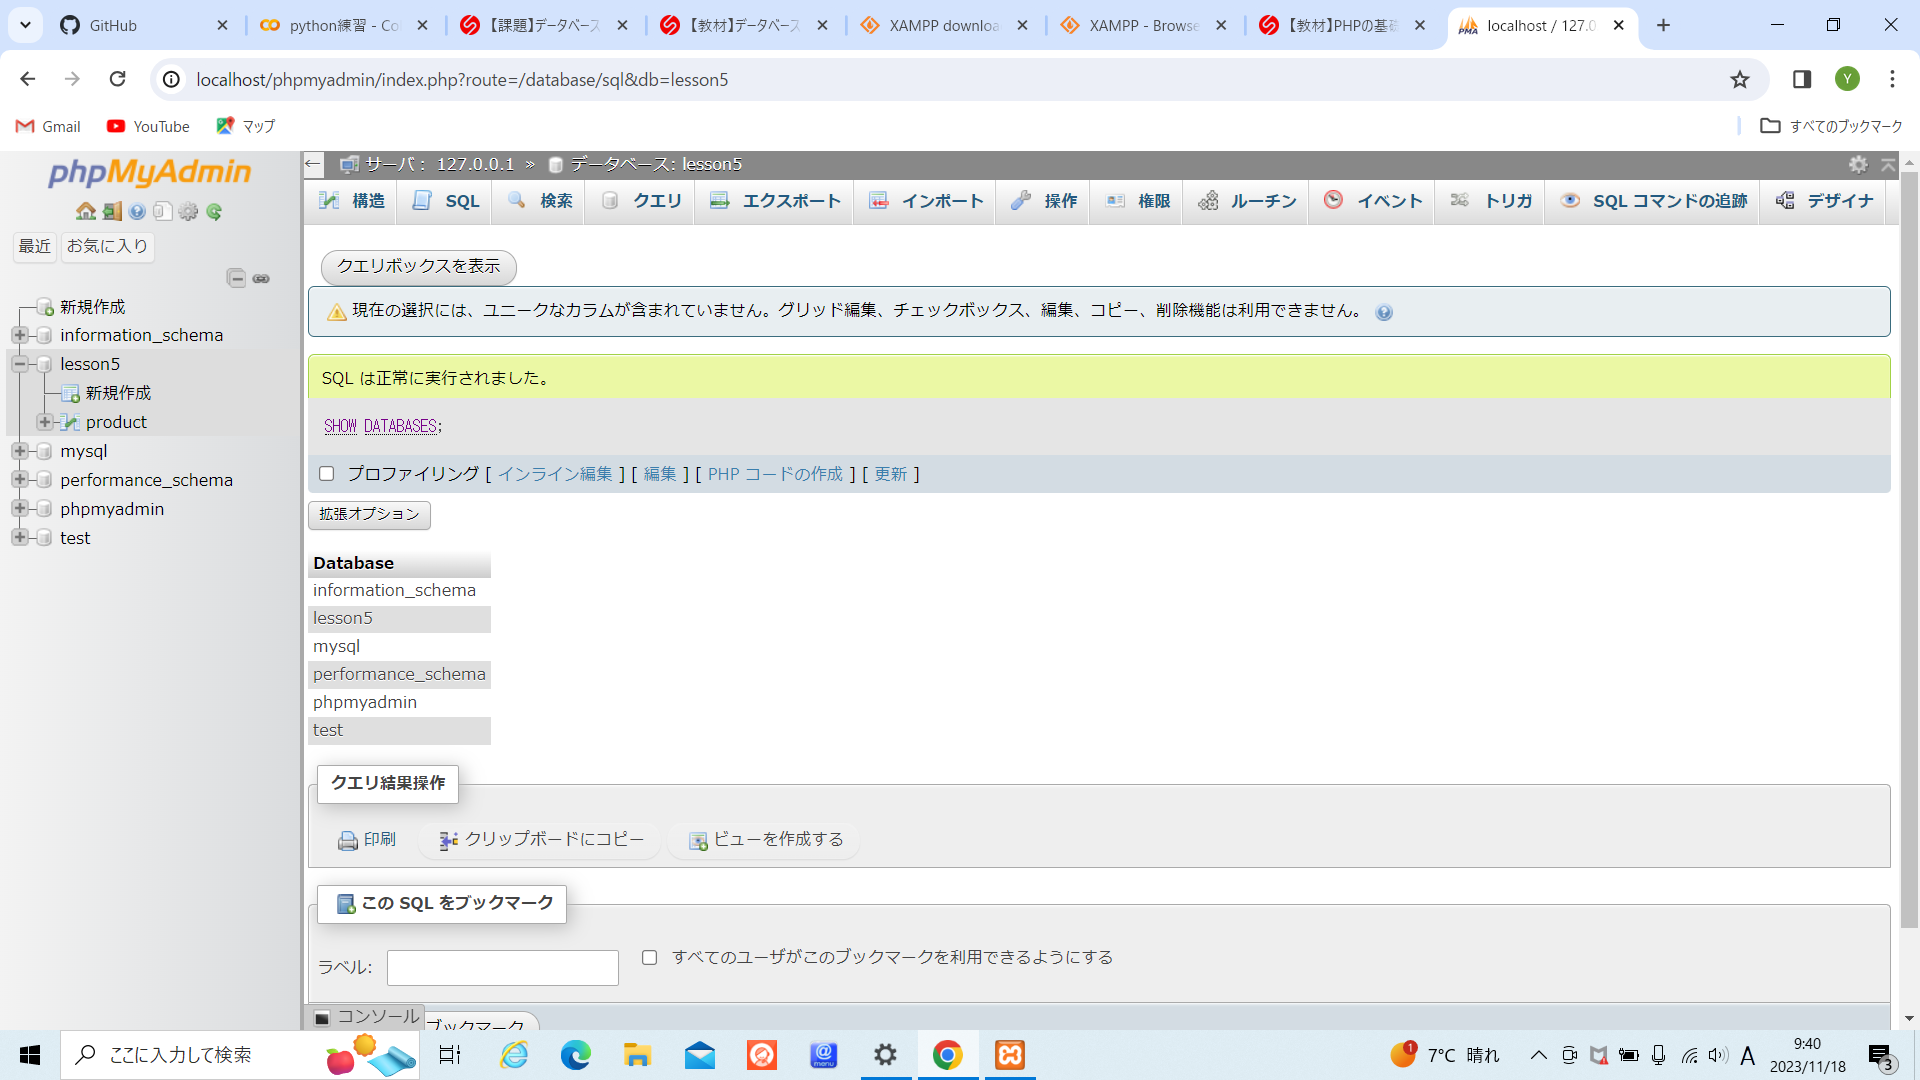 GitHub
python練習 - Co
【課題】データベース
【教材】データベース
XAMPP downloa
XAMPP - Browse
【教材】PHPの基礎
localhost / 127.0
localhost/phpmyadmin/index.php?route=/database/sql&db=lesson5
Y
Gmail
YouTube
マップ
すべてのブックマーク
phpMyAdmin
最近
お気に入り
新規作成
information_schema
lesson5
新規作成
product
mysql
performance_schema
phpmyadmin
test
サーバ: 127.0.0.1 » データベース: lesson5
構造
SQL
検索
クエリ
エクスポート
インポート
操作
権限
ルーチン
イベント
トリガ
SQL コマンドの追跡
デザイナ
クエリボックスを表示
現在の選択には、ユニークなカラムが含まれていません。グリッド編集、チェックボックス、編集、コピー、削除機能は利用できません。
SQL は正常に実行されました。
SHOW DATABASES;
プロファイリング [ インライン編集 ] [ 編集 ] [ PHP コードの作成 ] [ 更新 ]
拡張オプション
Database
information_schema
lesson5
mysql
performance_schema
phpmyadmin
test
クエリ結果操作
印刷
クリップボードにコピー
ビューを作成する
この SQL をブックマーク
ラベル:
すべてのユーザがこのブックマークを利用できるようにする
コンソール
ブックマーク
ここに入力して検索
@
menu
1
7°C 晴れ
A
9:40
2023/11/18
3